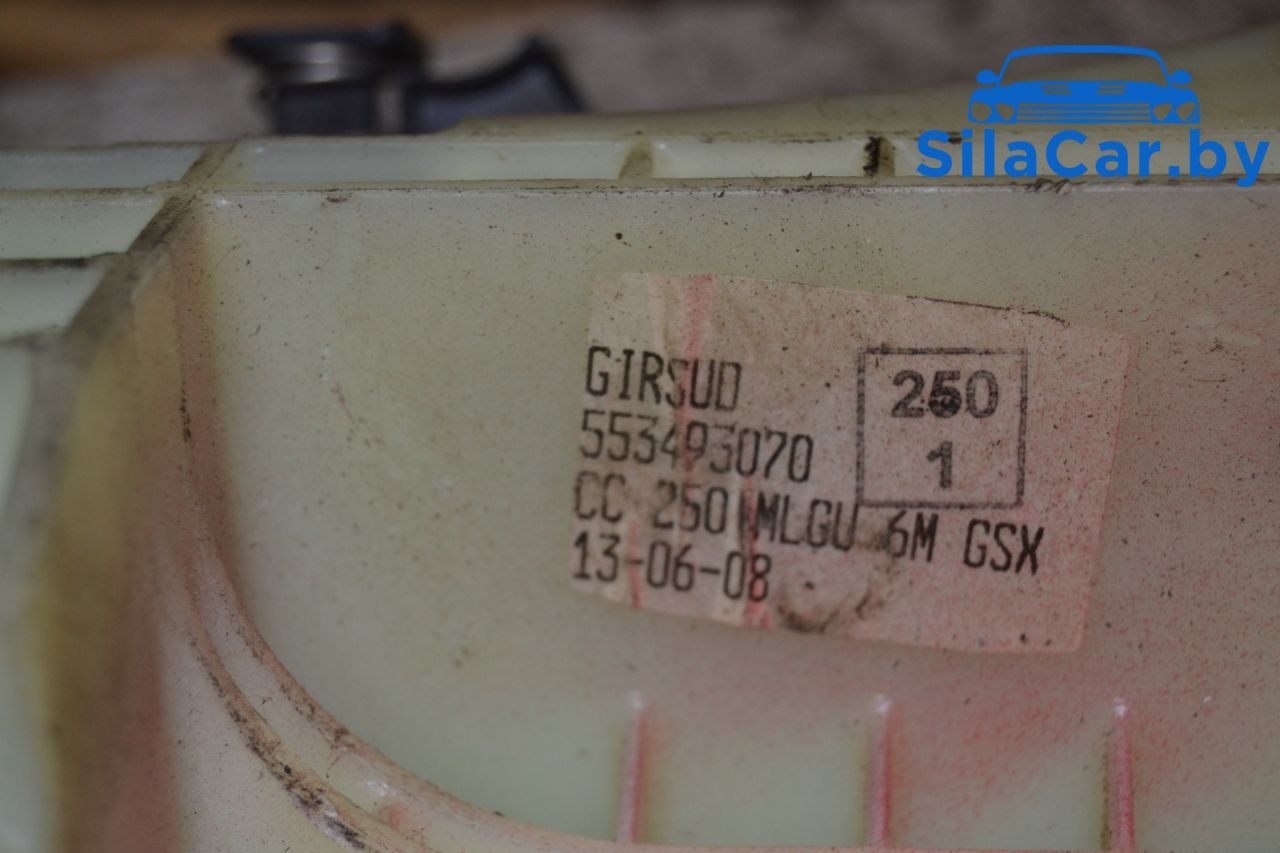 SilaCar.by
GIRSUD
553493070
CC 250 MLGU 6M GSX
13-06-08
250
1